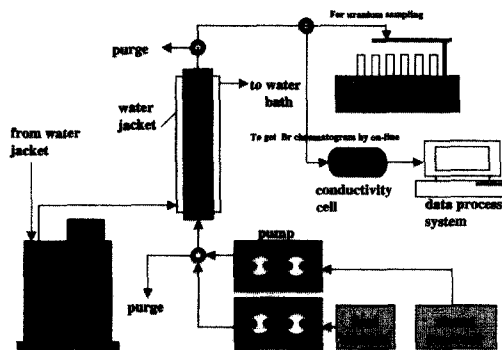 For uranium sampling
purge
to water
bath
water
jacket
from water
jacket
To get Br chromatogram by on-line
conductivity
cell
data process
system
pump
purge